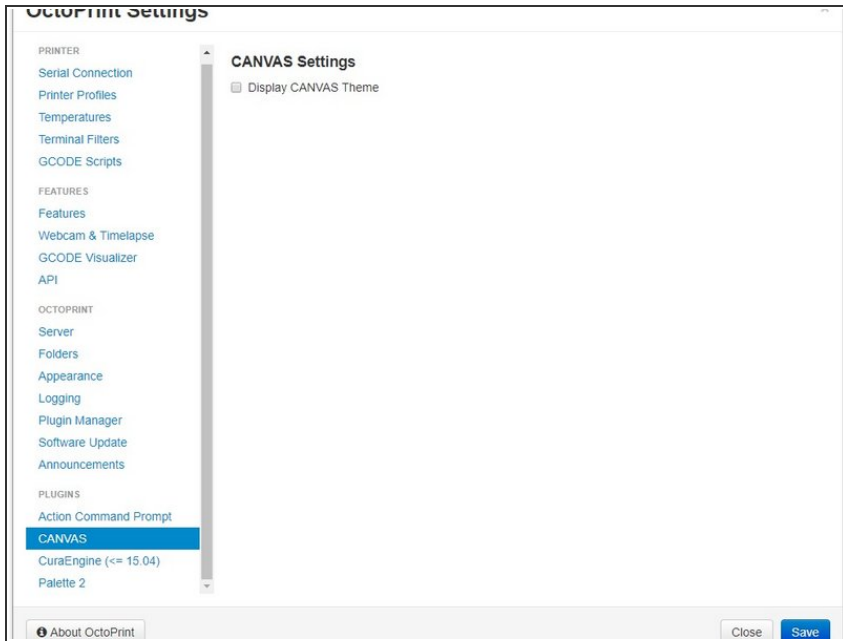 OctoPrint Settings
PRINTER
Serial Connection
Printer Profiles
Temperatures
Terminal Filters
GCODE Scripts
FEATURES
Features
Webcam & Timelapse
GCODE Visualizer
API
OCTOPRINT
Server
Folders
Appearance
Logging
Plugin Manager
Software Update
Announcements
PLUGINS
Action Command Prompt
CANVAS
CuraEngine (<= 15.04)
Palette 2
CANVAS Settings
Display CANVAS Theme
About OctoPrint
Close
Save